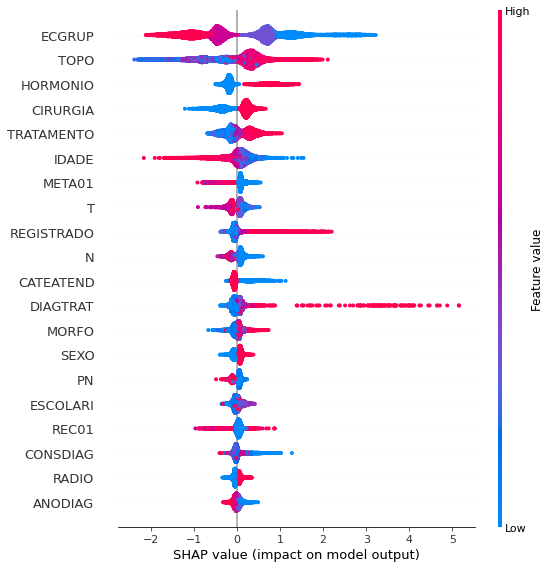 High
ECGRUP
TOPO
HORMONIO
CIRURGIA
TRATAMENTO
IDADE
META01
T
REGISTRADO
N
CATEATEND
DIAGTRAT
MORFO
SEXO
PN
ESCOLARI
REC01
CONSDIAG
RADIO
ANODIAG
Feature value
Low
−2 −1 0 1 2 3 4 5
SHAP value (impact on model output)